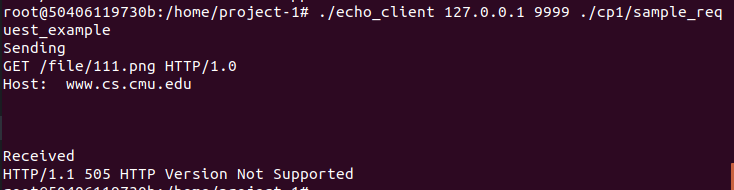 root@50406119730b:/home/project-1# ./echo_client 127.0.0.1 9999 ./cp1/sample_req
uest_example
Sending
GET /file/111.png HTTP/1.0
Host:  www.cs.cmu.edu
Received
HTTP/1.1 505 HTTP Version Not Supported
root@50406119730b:/home/project-1#